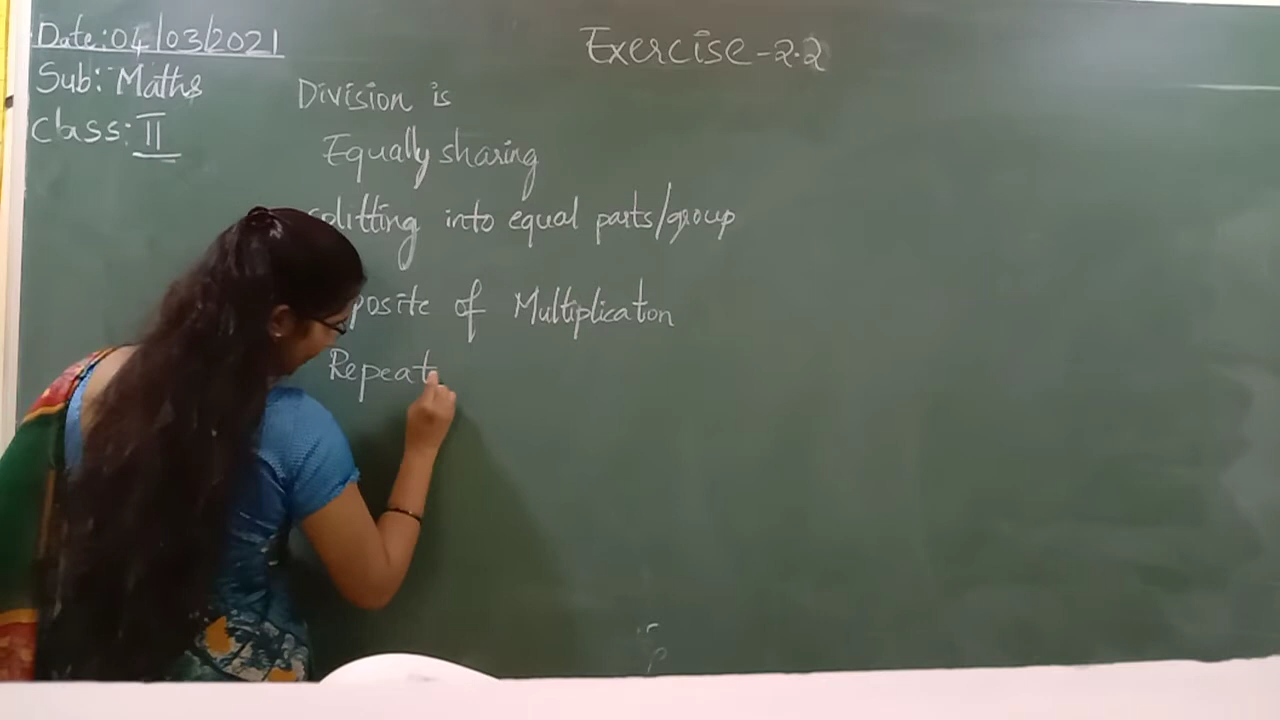 Date: 04/03/2021
Sub: Maths
Class: II
Exercise-2.2
Division is
Equally sharing
splitting into equal parts/group
posite of Multiplication
Repeat